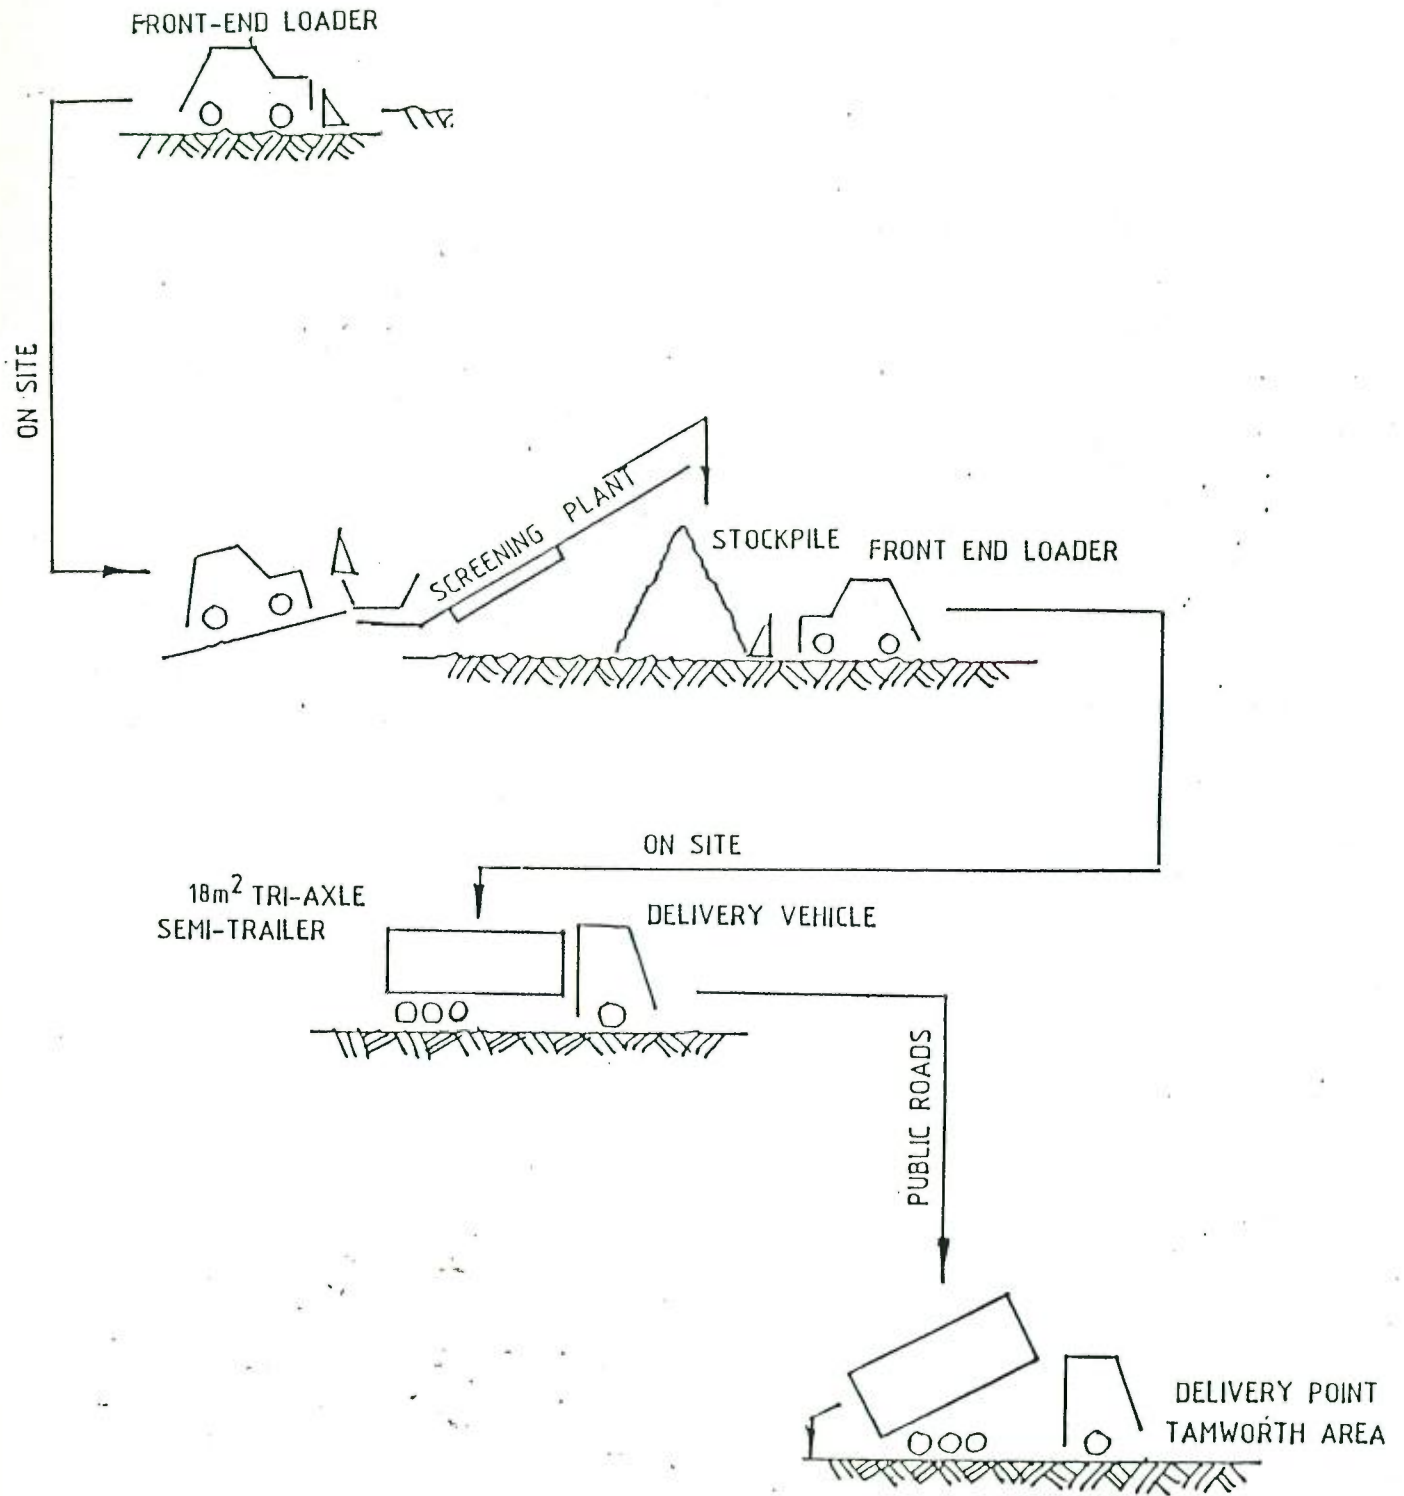 FRONT-END LOADER
ON SITE
SCREENING PLANT
STOCKPILE
FRONT END LOADER
ON SITE
18m² TRI-AXLE
SEMI-TRAILER
DELIVERY VEHICLE
PUBLIC ROADS
DELIVERY POINT
TAMWORTH AREA